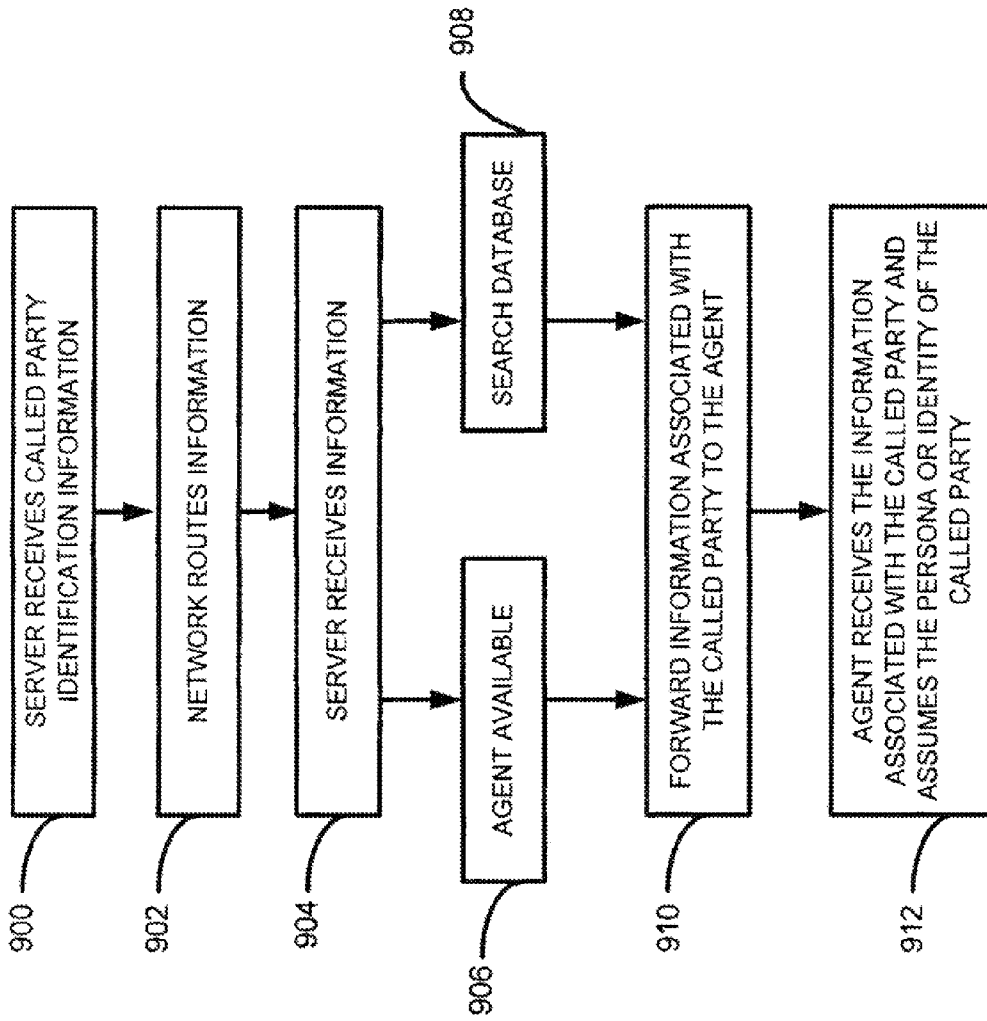 900
SERVER RECEIVES CALLED PARTY
IDENTIFICATION INFORMATION
902
NETWORK ROUTES INFORMATION
904
SERVER RECEIVES INFORMATION
906
AGENT AVAILABLE
SEARCH DATABASE
908
910
FORWARD INFORMATION ASSOCIATED WITH
THE CALLED PARTY TO THE AGENT
912
AGENT RECEIVES THE INFORMATION
ASSOCIATED WITH THE CALLED PARTY AND
ASSUMES THE PERSONA OR IDENTITY OF THE
CALLED PARTY